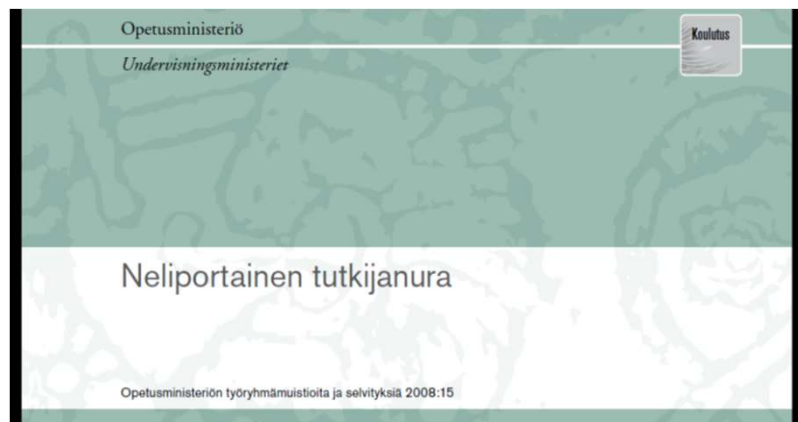 Opetusministeriö
Koulutus
Undervisningsministeriet
Neliportainen tutkijanura
Opetusministeriön työryhmämuistioita ja selvityksiä 2008:15